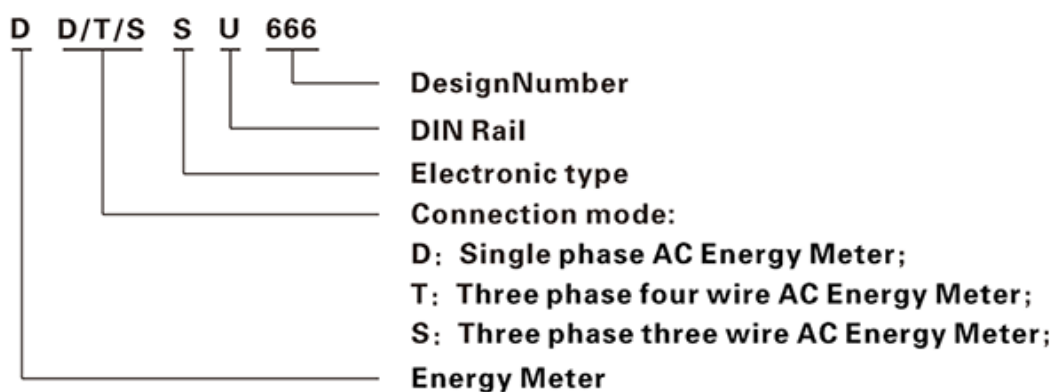 D D/T/S S U 666
DesignNumber
DIN Rail
Electronic type
Connection mode:
D: Single phase AC Energy Meter;
T: Three phase four wire AC Energy Meter;
S: Three phase three wire AC Energy Meter;
Energy Meter